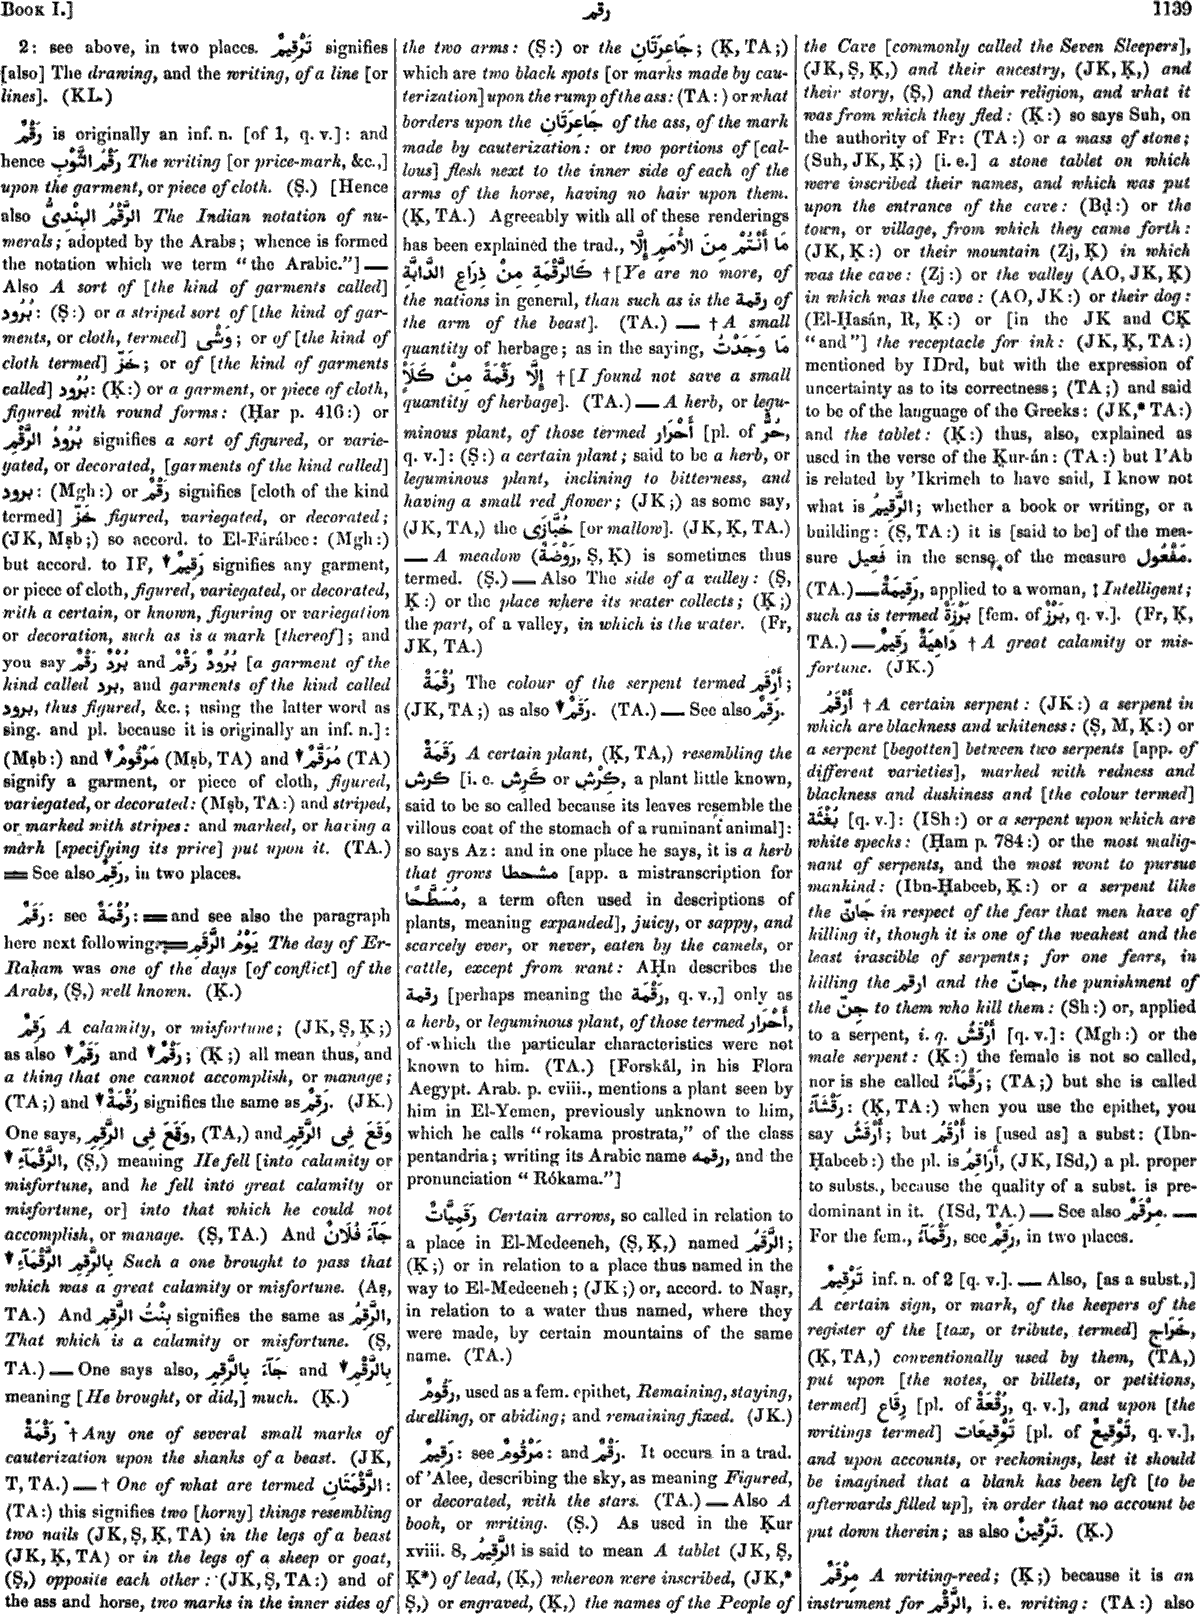 BOOK I.]
رقم
1139
2: see above, in two places. تَرْقِيمٌ signifies
[also] The drawing, and the writing, of a line [or
lines]. (KL.)
رَقْمٌ is originally an inf. n. [of 1, q. v.]: and
hence رَقْمُ الثَّوْبِ The writing [or price-mark, &c.,]
upon the garment, or piece of cloth. (Ṣ.) [Hence
also الرَّقْمُ الهِنْدِىُّ The Indian notation of nu-
merals; adopted by the Arabs; whence is formed
the notation which we term “the Arabic.”] —
Also A sort of [the kind of garments called]
بُرُود: (Ṣ:) or a striped sort of [the kind of gar-
ments, or cloth, termed] وَشْى; or of [the kind of
cloth termed] خَزّ; or of [the kind of garments
called] بُرُود: (Ḳ:) or a garment, or piece of cloth,
figured with round forms: (Ḥar p. 416:) or
بُرُودُ الرَّقْمِ signifies a sort of figured, or varie-
gated, or decorated, [garments of the kind called]
برود: (Mgh:) or رَقْمٌ signifies [cloth of the kind
termed] خَزّ figured, variegated, or decorated;
(JK, Mṣb;) so accord. to El-Fárábee: (Mgh:)
but accord. to IF, ▼ رَقِيمٌ signifies any garment,
or piece of cloth, figured, variegated, or decorated,
with a certain, or known, figuring or variegation
or decoration, such as is a mark [thereof]; and
you say بُرْدٌ رَقْمٌ and بُرُودٌ رَقْمٌ [a garment of the
kind called برد, and garments of the kind called
برود, thus figured, &c.; using the latter word as
sing. and pl. because it is originally an inf. n.]:
(Mṣb:) and ▼ مَرْقُومٌ (Mṣb, TA) and ▼ مُرَقَّمٌ (TA)
signify a garment, or piece of cloth, figured,
variegated, or decorated: (Mṣb, TA:) and striped,
or marked with stripes: and marked, or having a
mark [specifying its price] put upon it. (TA.)
== See also رَقِمٌ, in two places.
رَقَمٌ: see رُقْمَةٌ: == and see also the paragraph
here next following: == يَوْمُ الرَّقَمِ The day of Er-
Raḳam was one of the days [of conflict] of the
Arabs, (Ṣ,) well known. (Ḳ.)
رَقِمٌ A calamity, or misfortune; (JK, Ṣ, Ḳ;)
as also ▼ رَقَمٌ and ▼ رَقْمٌ; (Ḳ;) all mean thus, and
a thing that one cannot accomplish, or manage;
(TA;) and ▼ رَقْمَةٌ signifies the same as رَقِمٌ. (JK.)
One says, وَقَعَ فِى الرَّقِمِ, (TA,) and وَقَعَ فِى الرَّقِمِ
▼ الرَّقْمَآءِ, (Ṣ,) meaning He fell [into calamity or
misfortune, and he fell into great calamity or
misfortune, or] into that which he could not
accomplish, or manage. (Ṣ, TA.) And جَآءَ فُلَانٌ
▼ بِالرَّقِمِ الرَّقْمَآءِ Such a one brought to pass that
which was a great calamity or misfortune. (Aṣ,
TA.) And بِنْتُ الرَّقِمِ signifies the same as الرَّقِمُ,
That which is a calamity or misfortune. (Ṣ,
TA.) — One says also, جَآءَ بِالرَّقِمِ and ▼ بِالرَّقْمِ
meaning [He brought, or did,] much. (Ḳ.)
رَقْمَةٌ † Any one of several small marks of
cauterization upon the shanks of a beast. (JK,
T, TA.) — † One of what are termed الرَّقْمَتَانِ:
(TA:) this signifies two [horny] things resembling
two nails (JK, Ṣ, Ḳ, TA) in the legs of a beast
(JK, Ḳ, TA) or in the legs of a sheep or goat,
(Ṣ,) opposite each other: (JK, Ṣ, TA:) and of
the ass and horse, two marks in the inner sides of
the two arms: (Ṣ:) or the جَاعِرَتَانِ; (Ḳ, TA;)
which are two black spots [or marks made by cau-
terization] upon the rump of the ass: (TA:) or what
borders upon the جَاعِرَتَانِ of the ass, of the mark
made by cauterization: or two portions of [cal-
lous] flesh next to the inner side of each of the
arms of the horse, having no hair upon them.
(Ḳ, TA.) Agreeably with all of these renderings
has been explained the trad., مَا أَنْتُمْ مِنَ الأُمَمِ إِلَّا
كَالرَّقْمَةِ مِنْ ذِرَاعِ الدَّابَّةِ † [Ye are no more, of
the nations in general, than such as is the رقمة of
the arm of the beast]. (TA.) — † A small
quantity of herbage; as in the saying, مَا وَجَدْتُ
إِلَّا رَقْمَةً مِنْ كَلَأٍ † [I found not save a small
quantity of herbage]. (TA.) — A herb, or legu-
minous plant, of those termed أَحْرَار [pl. of حُرٌّ,
q. v.]: (Ṣ:) a certain plant; said to be a herb, or
leguminous plant, inclining to bitterness, and
having a small red flower; (JK;) as some say,
(JK, TA,) the خُبَّازَى [or mallow]. (JK, Ḳ, TA.)
— A meadow (رَوْضَةٌ, Ṣ, Ḳ) is sometimes thus
termed. (Ṣ.) — Also The side of a valley: (Ṣ,
Ḳ:) or the place where its water collects; (Ḳ;)
the part, of a valley, in which is the water. (Fr,
JK, TA.)
رُقْمَةٌ The colour of the serpent termed أَرْقَم;
(JK, TA;) as also ▼ رَقَمٌ. (TA.) — See also رَقِمٌ.
رَقَمَةٌ A certain plant, (Ḳ, TA,) resembling the
كرش [i. e. كَرِش or كِرْش, a plant little known,
said to be so called because its leaves resemble the
villous coat of the stomach of a ruminant animal]:
so says Az: and in one place he says, it is a herb
that grows مشحطا [app. a mistranscription for
مُسَطَّحًا, a term often used in descriptions of
plants, meaning expanded], juicy, or sappy, and
scarcely ever, or never, eaten by the camels, or
cattle, except from want: AḤn describes the
رقمة [perhaps meaning the رَقْمَة, q. v.,] only as
a herb, or leguminous plant, of those termed أَحْرَار,
of which the particular characteristics were not
known to him. (TA.) [Forskål, in his Flora
Aegypt. Arab. p. cviii., mentions a plant seen by
him in El-Yemen, previously unknown to him,
which he calls “rokama prostrata,” of the class
pentandria; writing its Arabic name رقمه, and the
pronunciation “Rókama.”]
رَقَمِيَّاتٌ Certain arrows, so called in relation to
a place in El-Medeeneh, (Ṣ, Ḳ,) named الرَّقَمُ;
(Ḳ;) or in relation to a place thus named in the
way to El-Medeeneh; (JK;) or, accord. to Naṣr,
in relation to a water thus named, where they
were made, by certain mountains of the same
name. (TA.)
رَقُومٌ, used as a fem. epithet, Remaining, staying,
dwelling, or abiding; and remaining fixed. (JK.)
رَقِيمٌ: see مَرْقُومٌ: and رَقْمٌ. It occurs in a trad.
of ’Alee, describing the sky, as meaning Figured,
or decorated, with the stars. (TA.) — Also A
book, or writing. (Ṣ.) As used in the Ḳur
xviii. 8, الرَّقِيمُ is said to mean A tablet (JK, Ṣ,
Ḳ*) of lead, (Ḳ,) whereon were inscribed, (JK,*
Ṣ,) or engraved, (Ḳ,) the names of the People of
the Cave [commonly called the Seven Sleepers],
(JK, Ṣ, Ḳ,) and their ancestry, (JK, Ḳ,) and
their story, (Ṣ,) and their religion, and what it
was from which they fled: (Ḳ:) so says Suh, on
the authority of Fr: (TA:) or a mass of stone;
(Suh, JK, Ḳ;) [i. e.] a stone tablet on which
were inscribed their names, and which was put
upon the entrance of the cave: (Bḍ:) or the
town, or village, from which they came forth:
(JK, Ḳ:) or their mountain (Zj, Ḳ) in which
was the cave: (Zj:) or the valley (AO, JK, Ḳ)
in which was the cave: (AO, JK:) or their dog:
(El-Ḥasán, R, Ḳ:) or [in the JK and CḲ
“and”] the receptacle for ink: (JK, Ḳ, TA:)
mentioned by IDrd, but with the expression of
uncertainty as to its correctness; (TA;) and said
to be of the language of the Greeks: (JK,* TA:)
and the tablet: (Ḳ:) thus, also, explained as
used in the verse of the Ḳur-án: (TA:) but I’Ab
is related by ’Ikrimeh to have said, I know not
what is الرَّقِيمُ; whether a book or writing, or a
building: (Ṣ, TA:) it is [said to be] of the mea-
sure فَعِيل in the sense of the measure مَفْعُول.
(TA.) — رَقِيمَةٌ, applied to a woman, ‡ Intelligent;
such as is termed بَرْزَةٌ [fem. of بَرْزٌ, q. v.]. (Fr, Ḳ,
TA.) — دَاهِيَةٌ رَقِيمٌ † A great calamity or mis-
fortune. (JK.)
أَرْقَمُ † A certain serpent: (JK:) a serpent in
which are blackness and whiteness: (Ṣ, M, Ḳ:) or
a serpent [begotten] between two serpents [app. of
different varieties], marked with redness and
blackness and duskiness and [the colour termed]
بُغْثَة [q. v.]: (ISh:) or a serpent upon which are
white specks: (Ḥam p. 784:) or the most malig-
nant of serpents, and the most wont to pursue
mankind: (Ibn-Ḥabeeb, Ḳ:) or a serpent like
the جَانّ in respect of the fear that men have of
killing it, though it is one of the weakest and the
least irascible of serpents; for one fears, in
killing the ارقم and the جانّ, the punishment of
the جِنّ to them who kill them: (Sh:) or, applied
to a serpent, i. q. أَرْقَشُ [q. v.]: (Mgh:) or the
male serpent: (Ḳ:) the female is not so called,
nor is she called رَقْمَآءُ; (TA;) but she is called
رَقْشَآءُ: (Ḳ, TA:) when you use the epithet, you
say أَرْقَشُ; but أَرْقَمُ is [used as] a subst: (Ibn-
Ḥabeeb:) the pl. is أَرَاقِمُ, (JK, ISd,) a pl. proper
to substs., because the quality of a subst. is pre-
dominant in it. (ISd, TA.) — See also مِرْقَمٌ. —
For the fem., رَقْمَآءُ, see رَقِمٌ, in two places.
تَرْقِيمٌ inf. n. of 2 [q. v.]. — Also, [as a subst.,]
A certain sign, or mark, of the keepers of the
register of the [tax, or tribute, termed] خَرَاج,
(Ḳ, TA,) conventionally used by them, (TA,)
put upon [the notes, or billets, or petitions,
termed] رِقَاع [pl. of رُقْعَة, q. v.], and upon [the
writings termed] تَوْقِيعَات [pl. of تَوْقِيعٌ, q. v.],
and upon accounts, or reckonings, lest it should
be imagined that a blank has been left [to be
afterwards filled up], in order that no account be
put down therein; as also تَرْقِينٌ. (Ḳ.)
مِرْقَمٌ A writing-reed; (Ḳ;) because it is an
instrument for الرَّقْم, i. e. writing: (TA:) also